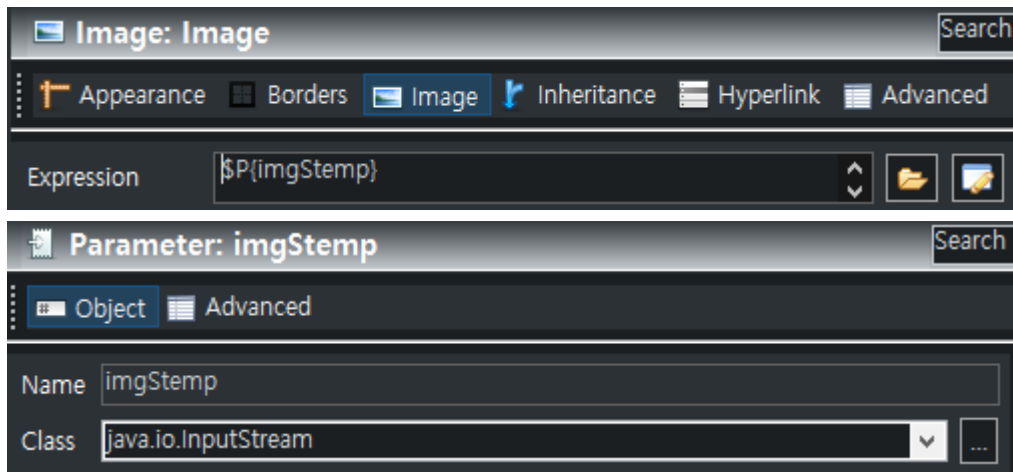 Image: Image
Search
Appearance Borders Image Inheritance Hyperlink Advanced
Expression $P{imgStemp}
Parameter: imgStemp
Search
# Object Advanced
Name imgStemp
Class java.io.InputStream ...